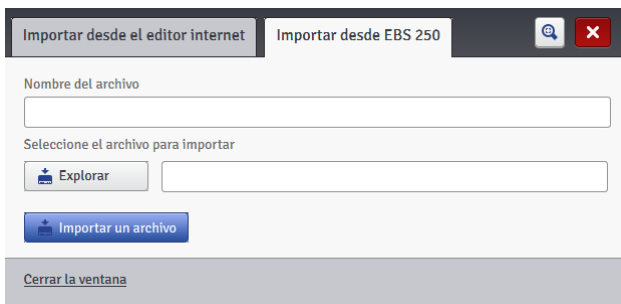 Importar desde el editor internet
Importar desde EBS 250
Nombre del archivo
Seleccione el archivo para importar
Explorar
Importar un archivo
Cerrar la ventana